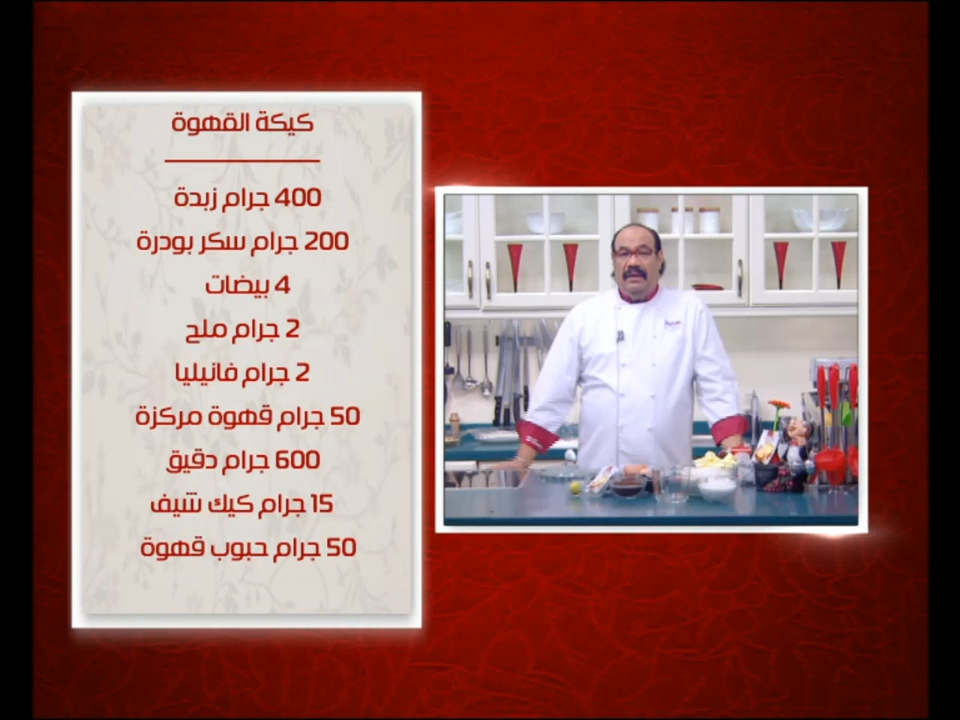 كيكة القهوة
400 جرام زبدة
200 جرام سكر بودرة
4 بيضات
2 جرام ملح
2 جرام فانيليا
50 جرام قهوة مركزة
600 جرام دقيق
15 جرام كيك شيف
50 جرام حبوب قهوة